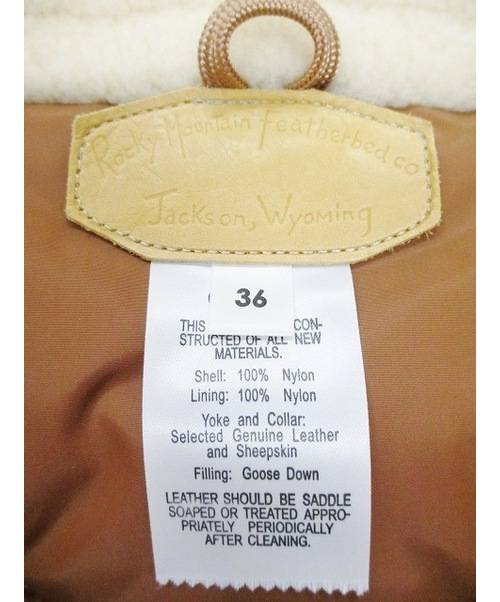 Rocky Mountain Featherbed co
Jackson, Wyoming
36
THIS CON-
STRUCTED OF ALL NEW
MATERIALS.
Shell: 100% Nylon
Lining: 100% Nylon
Yoke and Collar:
Selected Genuine Leather
and Sheepskin
Filling: Goose Down
LEATHER SHOULD BE SADDLE
SOAPED OR TREATED APPRO-
PRIATELY PERIODICALLY
AFTER CLEANING.